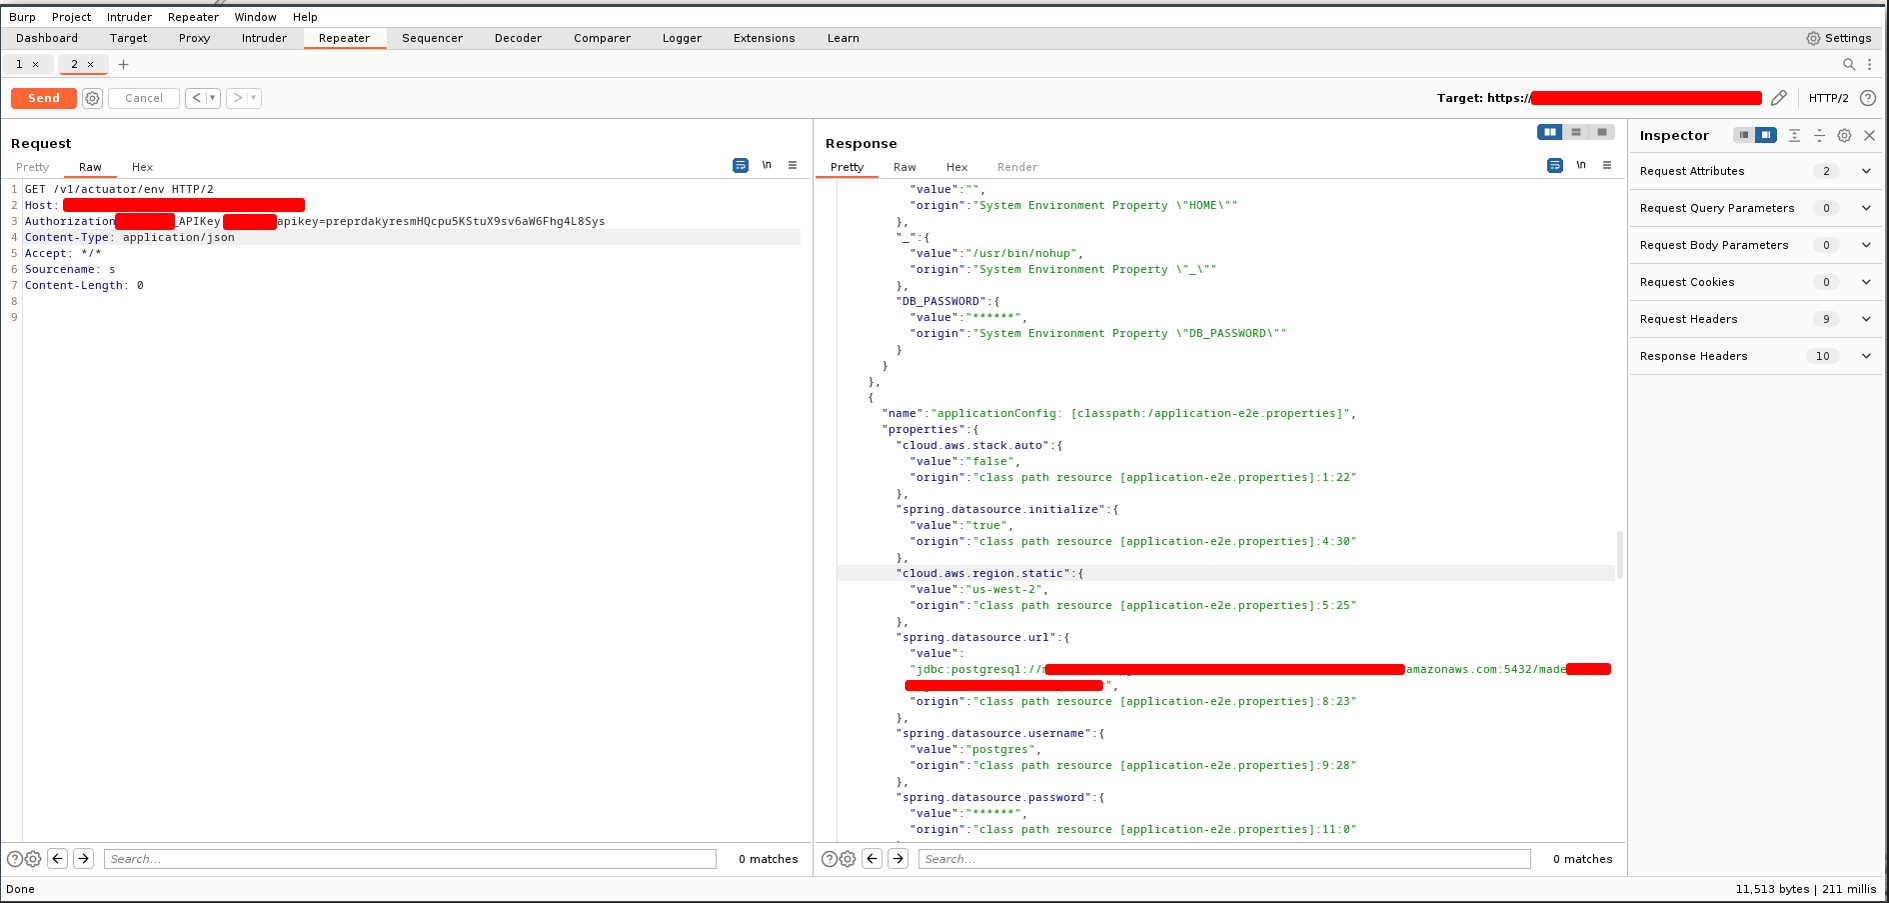 Burp Project Intruder Repeater Window Help
Dashboard Target Proxy Intruder Repeater Sequencer Decoder Comparer Logger Extensions Learn Settings
1 × 2 × +
Send Cancel < > Target: https:// HTTP/2
Request
Pretty Raw Hex \n
1 GET /v1/actuator/env HTTP/2
2 Host:
3 Authorization _APIKey apikey=preprdakyresmHQcpu5KStuX9sv6aW6Fhg4L8Sys
4 Content-Type: application/json
5 Accept: */*
6 Sourcename: s
7 Content-Length: 0
8
9
Search... 0 matches
Response
Pretty Raw Hex Render \n
"value":"",
"origin":"System Environment Property \"HOME\""
},
"_":{
"value":"/usr/bin/nohup",
"origin":"System Environment Property \"_\""
},
"DB_PASSWORD":{
"value":"******",
"origin":"System Environment Property \"DB_PASSWORD\""
}
}
},
{
"name":"applicationConfig: [classpath:/application-e2e.properties]",
"properties":{
"cloud.aws.stack.auto":{
"value":"false",
"origin":"class path resource [application-e2e.properties]:1:22"
},
"spring.datasource.initialize":{
"value":"true",
"origin":"class path resource [application-e2e.properties]:4:30"
},
"cloud.aws.region.static":{
"value":"us-west-2",
"origin":"class path resource [application-e2e.properties]:5:25"
},
"spring.datasource.url":{
"value":
"jdbc:postgresql:// amazonaws.com:5432/made
",
"origin":"class path resource [application-e2e.properties]:8:23"
},
"spring.datasource.username":{
"value":"postgres",
"origin":"class path resource [application-e2e.properties]:9:28"
},
"spring.datasource.password":{
"value":"******",
"origin":"class path resource [application-e2e.properties]:11:0"
Search... 0 matches
Inspector
Request Attributes 2
Request Query Parameters 0
Request Body Parameters 0
Request Cookies 0
Request Headers 9
Response Headers 10
Done
11,513 bytes | 211 millis